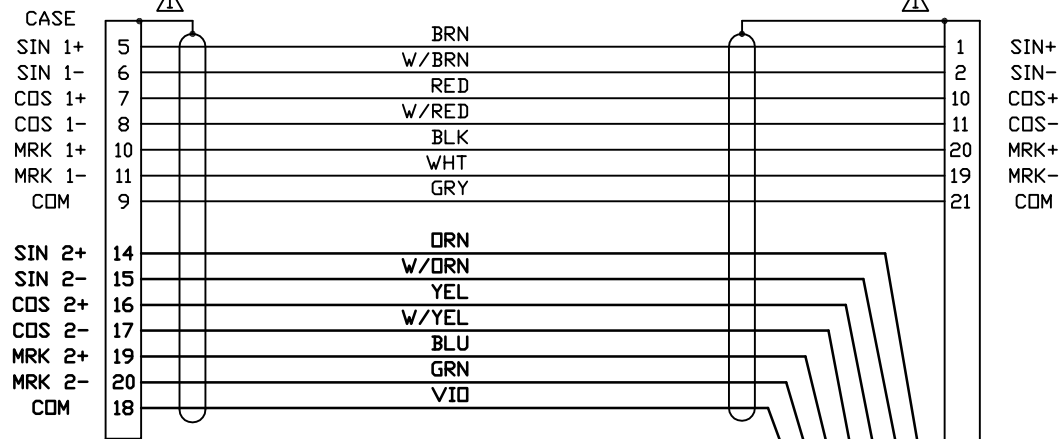 1 1
CASE
BRN
SIN 1+ 5 1 SIN+
W/BRN
SIN 1- 6 2 SIN-
RED
COS 1+ 7 10 COS+
W/RED
COS 1- 8 11 COS-
BLK
MRK 1+ 10 20 MRK+
WHT
MRK 1- 11 19 MRK-
GRY
COM 9 21 COM
ORN
SIN 2+ 14
W/ORN
SIN 2- 15
YEL
COS 2+ 16
W/YEL
COS 2- 17
BLU
MRK 2+ 19
GRN
MRK 2- 20
VIO
COM 18